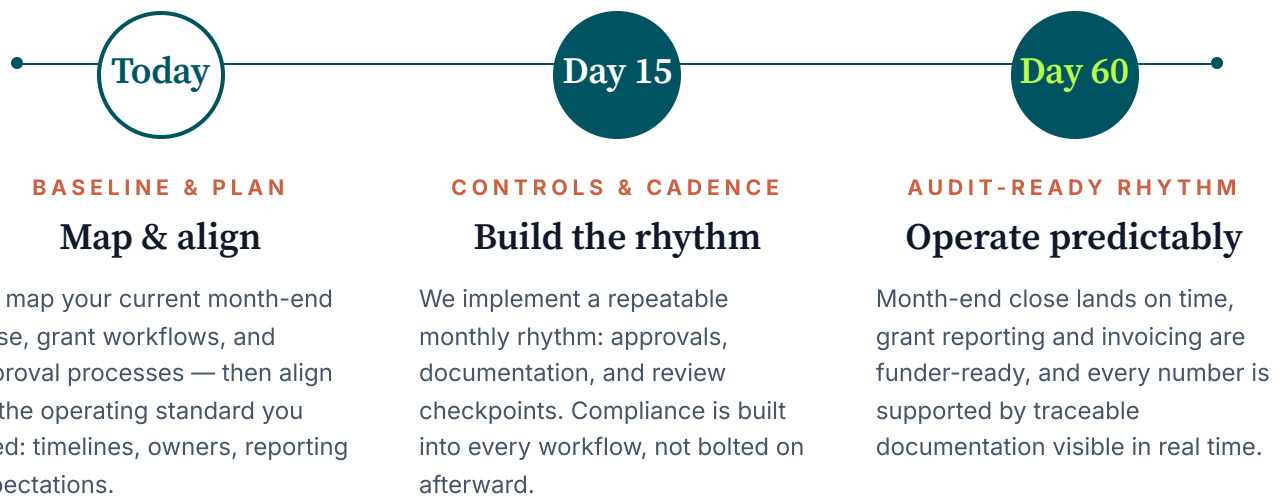 Today
Day 15
Day 60
BASELINE & PLAN
Map & align
map your current month-end
se, grant workflows, and
proval processes — then align
the operating standard you
ed: timelines, owners, reporting
pectations.
CONTROLS & CADENCE
Build the rhythm
We implement a repeatable
monthly rhythm: approvals,
documentation, and review
checkpoints. Compliance is built
into every workflow, not bolted on
afterward.
AUDIT-READY RHYTHM
Operate predictably
Month-end close lands on time,
grant reporting and invoicing are
funder-ready, and every number is
supported by traceable
documentation visible in real time.